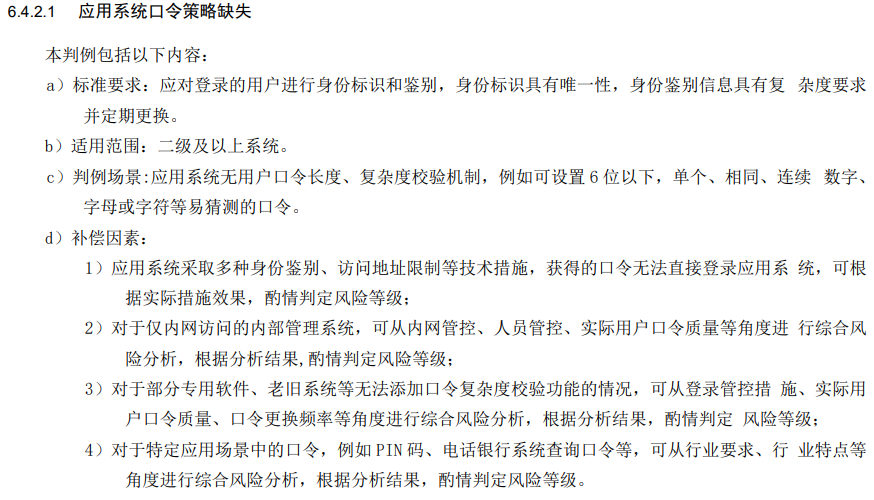 6.4.2.1 应用系统口令策略缺失
本判例包括以下内容：
a）标准要求：应对登录的用户进行身份标识和鉴别，身份标识具有唯一性，身份鉴别信息具有复 杂度要求
并定期更换。
b）适用范围：二级及以上系统。
c）判例场景:应用系统无用户口令长度、复杂度校验机制，例如可设置 6 位以下，单个、相同、连续 数字、
字母或字符等易猜测的口令。
d）补偿因素：
1）应用系统采取多种身份鉴别、访问地址限制等技术措施，获得的口令无法直接登录应用系 统，可根
据实际措施效果，酌情判定风险等级；
2）对于仅内网访问的内部管理系统，可从内网管控、人员管控、实际用户口令质量等角度进 行综合风
险分析，根据分析结果,酌情判定风险等级；
3）对于部分专用软件、老旧系统等无法添加口令复杂度校验功能的情况，可从登录管控措 施、实际用
户口令质量、口令更换频率等角度进行综合风险分析，根据分析结果，酌情判定 风险等级；
4）对于特定应用场景中的口令，例如 PIN 码、电话银行系统查询口令等，可从行业要求、行 业特点等
角度进行综合风险分析，根据分析结果，酌情判定风险等级。